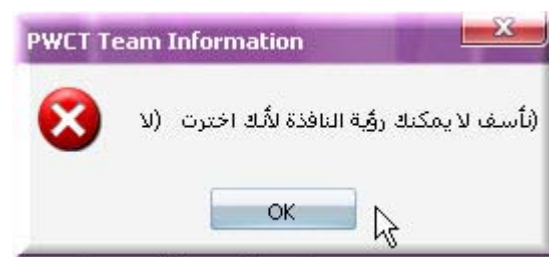 PWCT Team Information
(نأسف لا يمكنك رؤية النافذة لأنك اخترت (لا
OK